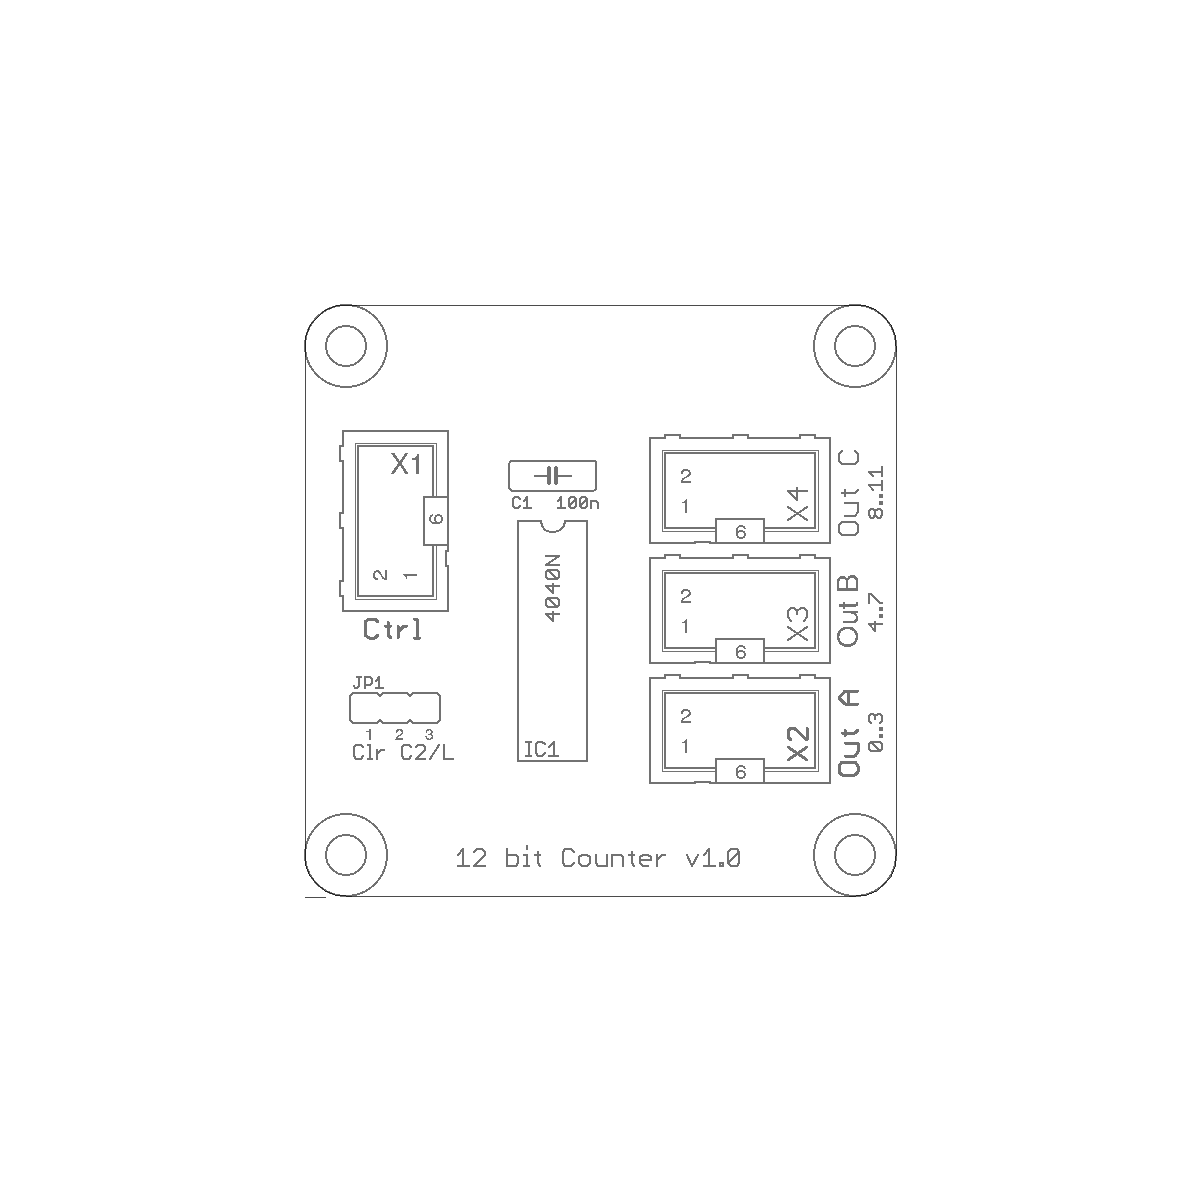 X1
6
2 1
Ctrl
JP1
1 2 3
Clr C2/L
C1 100n
4040N
IC1
2
1
6
X4
Out C
8..11
2
1
6
X3
Out B
4..7
2
1
6
X2
Out A
0..3
12 bit Counter v1.0